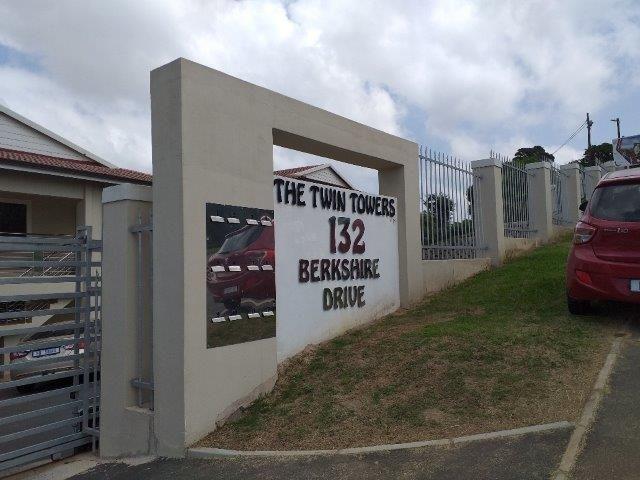 THE TWIN TOWERS
132
BERKSHIRE
DRIVE